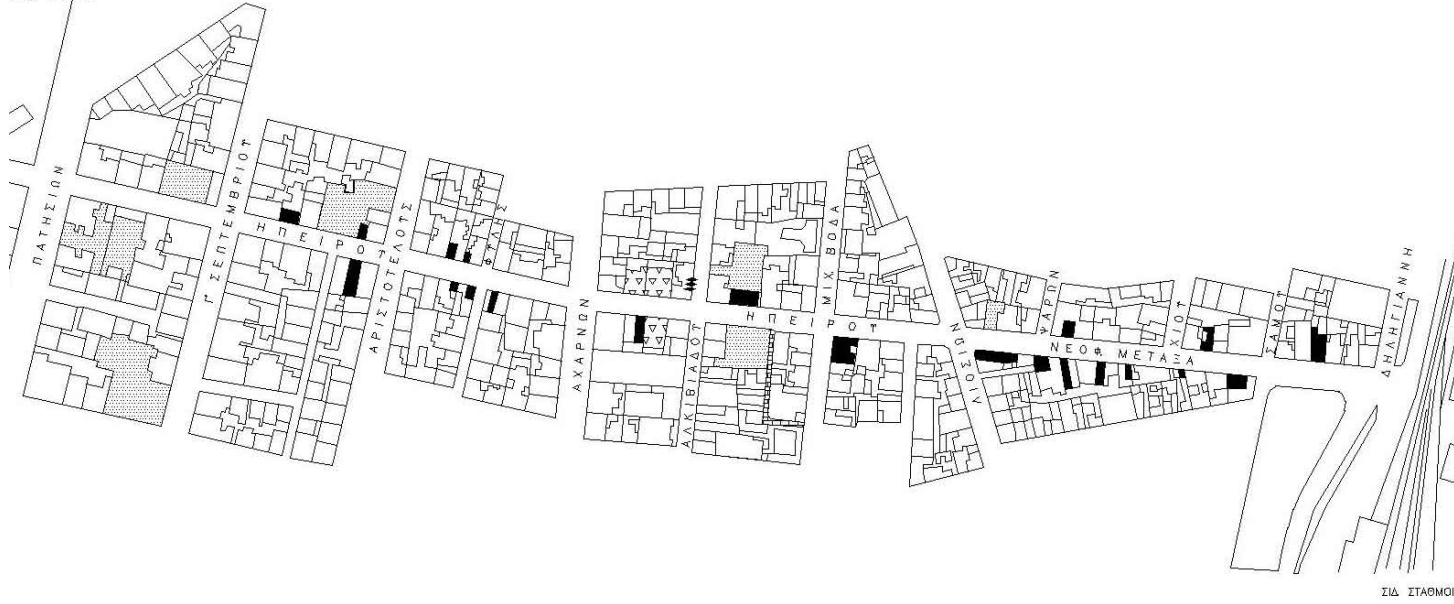 ΠΑΤΗΣΙΩΝ
Γ' ΣΕΠΤΕΜΒΡΙΟΥ
ΗΠΕΙΡΟΥ
ΑΡΙΣΤΟΤΕΛΟΥΣ
ΦΥΛΗΣ
ΑΧΑΡΝΩΝ
ΑΛΚΙΒΙΑΔΟΥ
ΗΠΕΙΡΟΥ
ΜΙΧ ΒΟΔΑ
ΛΙΟΣΙΩΝ
ΨΑΡΩΝ
ΝΕΟΦ. ΜΕΤΑΞΑ
ΧΙΟΥ
ΣΑΜΟΥ
ΔΗΛΗΓΙΑΝΝΗ
ΣΙΔ ΣΤΑΘΜΟΙ